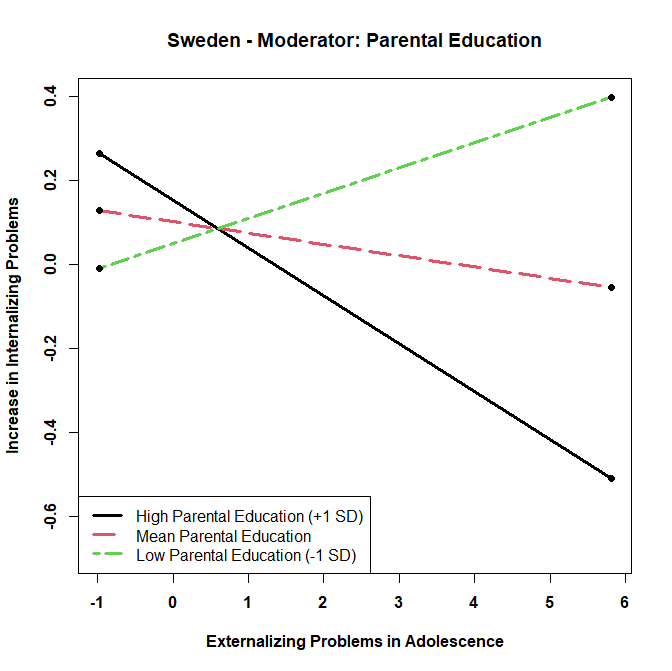 Sweden - Moderator: Parental Education
Increase in Internalizing Problems
0.4
0.2
0.0
-0.2
-0.4
-0.6
High Parental Education (+1 SD)
Mean Parental Education
Low Parental Education (-1 SD)
-1 0 1 2 3 4 5 6
Externalizing Problems in Adolescence